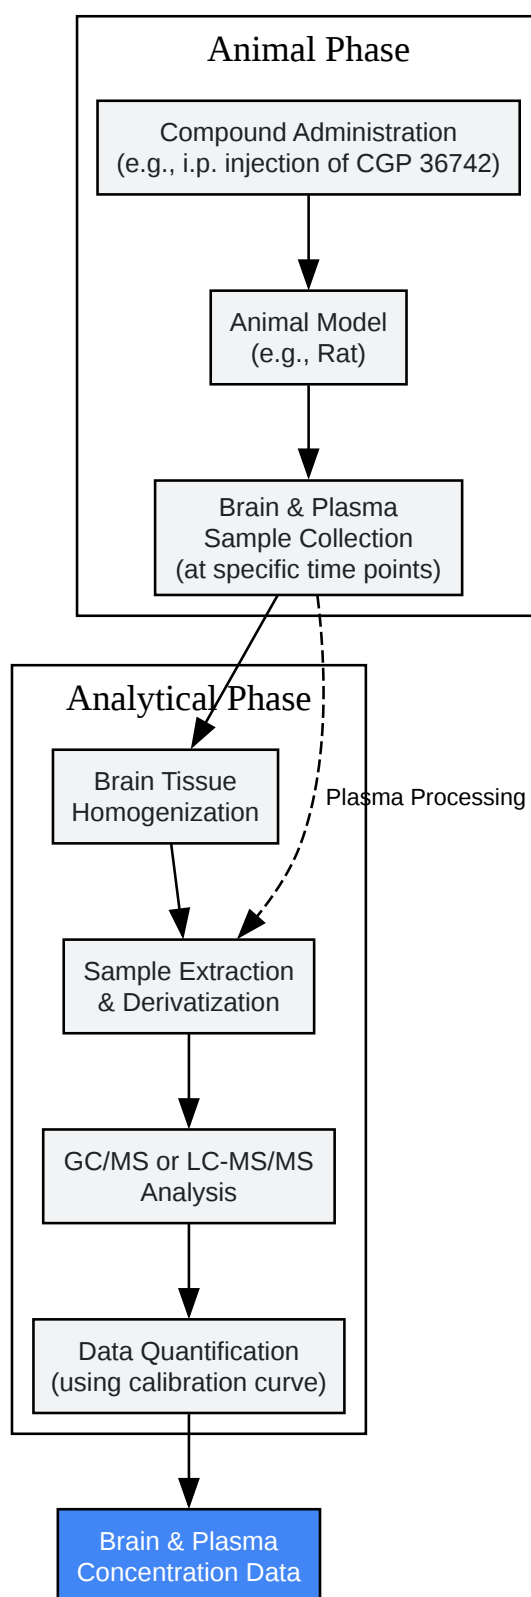 Animal Phase
Compound Administration
(e.g., i.p. injection of CGP 36742)
Animal Model
(e.g., Rat)
Brain & Plasma
Sample Collection
(at specific time points)
Analytical Phase
Brain Tissue
Homogenization
Plasma Processing
Sample Extraction
& Derivatization
GC/MS or LC-MS/MS
Analysis
Data Quantification
(using calibration curve)
Brain & Plasma
Concentration Data